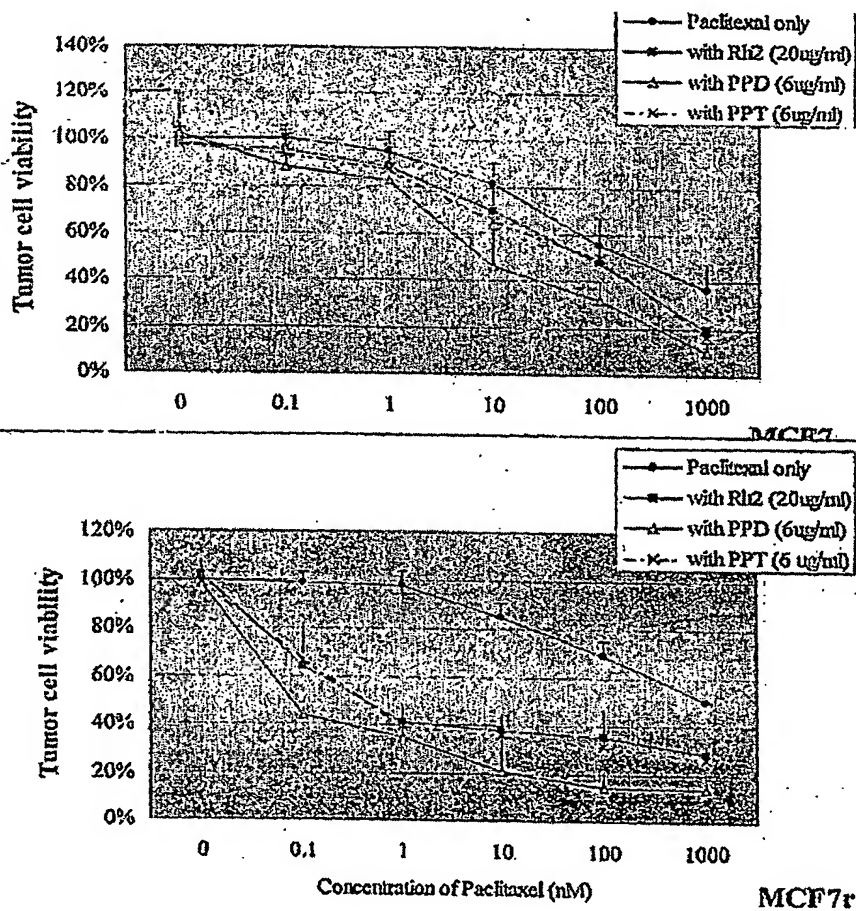 Paclitexal only
with Rh2 (20ug/ml)
with PPD (6ug/ml)
with PPT (6ug/ml)
140%
120%
100%
80%
60%
40%
20%
0%
Tumor cell viability
0 0.1 1 10 100 1000
MCF7
Paclitexal only
with Rh2 (20ug/ml)
with PPD (6ug/ml)
with PPT (6 ug/ml)
120%
100%
80%
60%
40%
20%
0%
Tumor cell viability
0 0.1 1 10 100 1000
Concentration of Paclitaxel (nM)
MCF7r